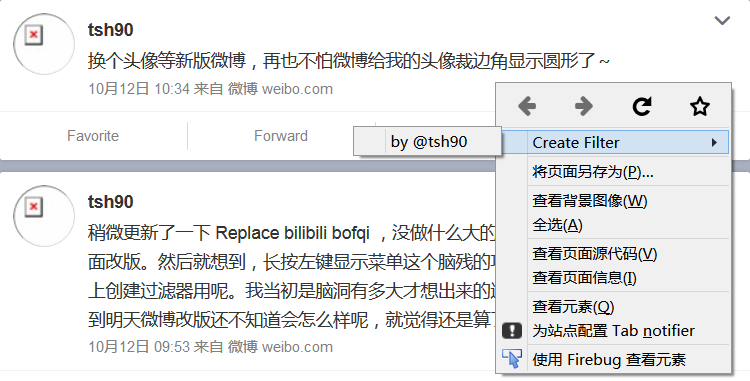 tsh90
换个头像等新版微博，再也不怕微博给我的头像裁边角显示圆形了~
10月12日 10:34 来自 微博 weibo.com
Favorite
Forward
by @tsh90
Create Filter
将页面另存为(P)...
查看背景图像(W)
全选(A)
查看页面源代码(V)
查看页面信息(I)
查看元素(Q)
为站点配置 Tab notifier
使用 Firebug 查看元素
tsh90
稍微更新了一下 Replace bilibili bofqi ，没做什么大的
面改版。然后就想到，长按左键显示菜单这个脑残的
上创建过滤器用呢。我当初是脑洞有多大才想出来的
到明天微博改版还不知道会怎么样呢，就觉得还是算
10月12日 09:53 来自 微博 weibo.com